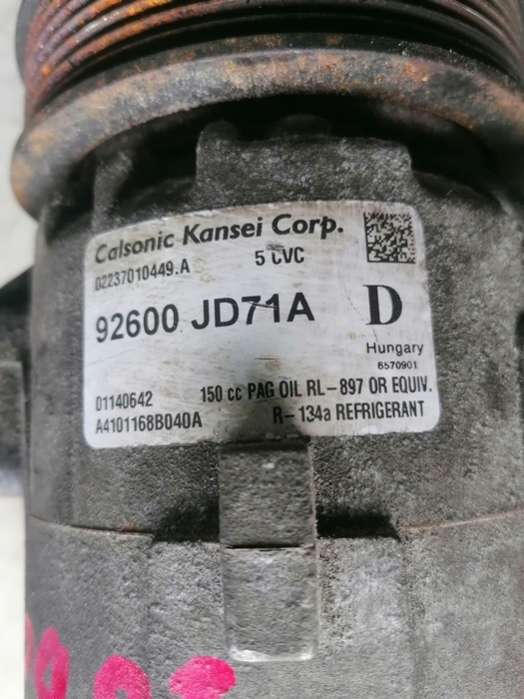 Calsonic Kansei Corp.
02237010449.A 5 CVC
92600 JD71A D
Hungary
6570901
01140642 150 cc PAG OIL RL-897 OR EQUIV.
A4101168B040A R-134a REFRIGERANT